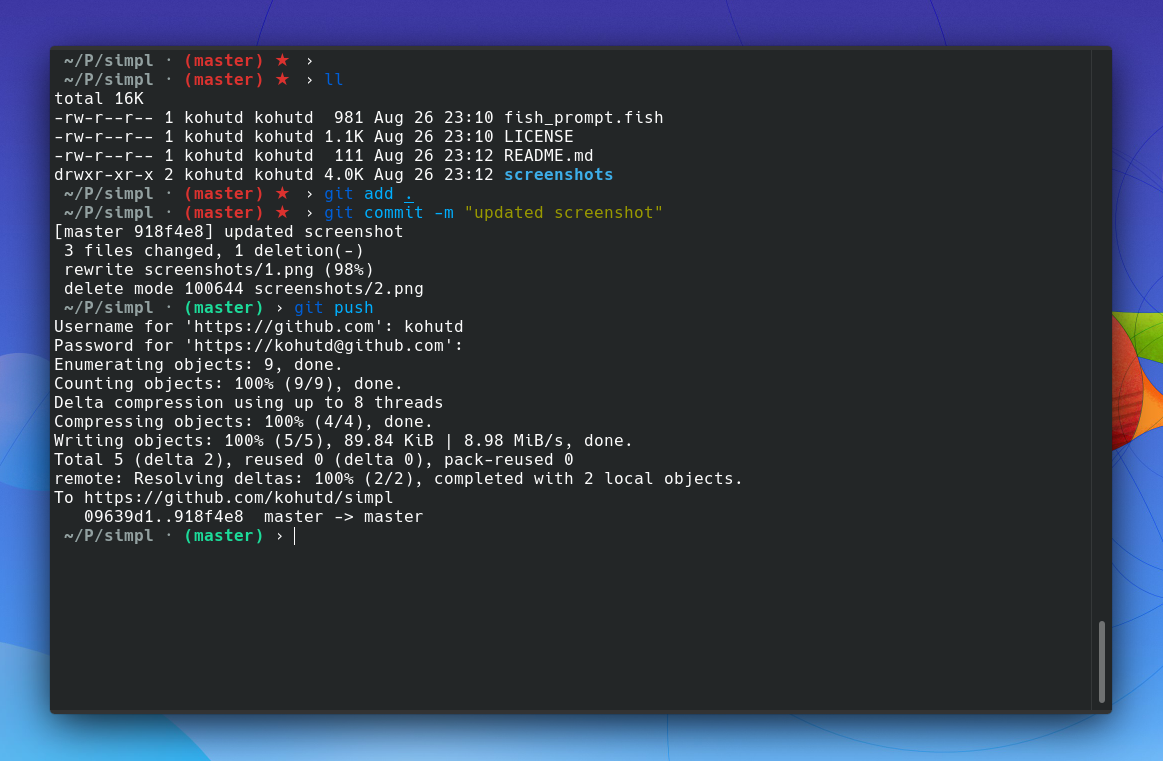 ~/P/simpl · (master) ★ ›
~/P/simpl · (master) ★ › ll
total 16K
-rw-r--r-- 1 kohutd kohutd  981 Aug 26 23:10 fish_prompt.fish
-rw-r--r-- 1 kohutd kohutd 1.1K Aug 26 23:10 LICENSE
-rw-r--r-- 1 kohutd kohutd  111 Aug 26 23:12 README.md
drwxr-xr-x 2 kohutd kohutd 4.0K Aug 26 23:12 screenshots
~/P/simpl · (master) ★ › git add .
~/P/simpl · (master) ★ › git commit -m "updated screenshot"
[master 918f4e8] updated screenshot
 3 files changed, 1 deletion(-)
 rewrite screenshots/1.png (98%)
 delete mode 100644 screenshots/2.png
~/P/simpl · (master) › git push
Username for 'https://github.com': kohutd
Password for 'https://kohutd@github.com':
Enumerating objects: 9, done.
Counting objects: 100% (9/9), done.
Delta compression using up to 8 threads
Compressing objects: 100% (4/4), done.
Writing objects: 100% (5/5), 89.84 KiB | 8.98 MiB/s, done.
Total 5 (delta 2), reused 0 (delta 0), pack-reused 0
remote: Resolving deltas: 100% (2/2), completed with 2 local objects.
To https://github.com/kohutd/simpl
   09639d1..918f4e8  master -> master
~/P/simpl · (master) ›